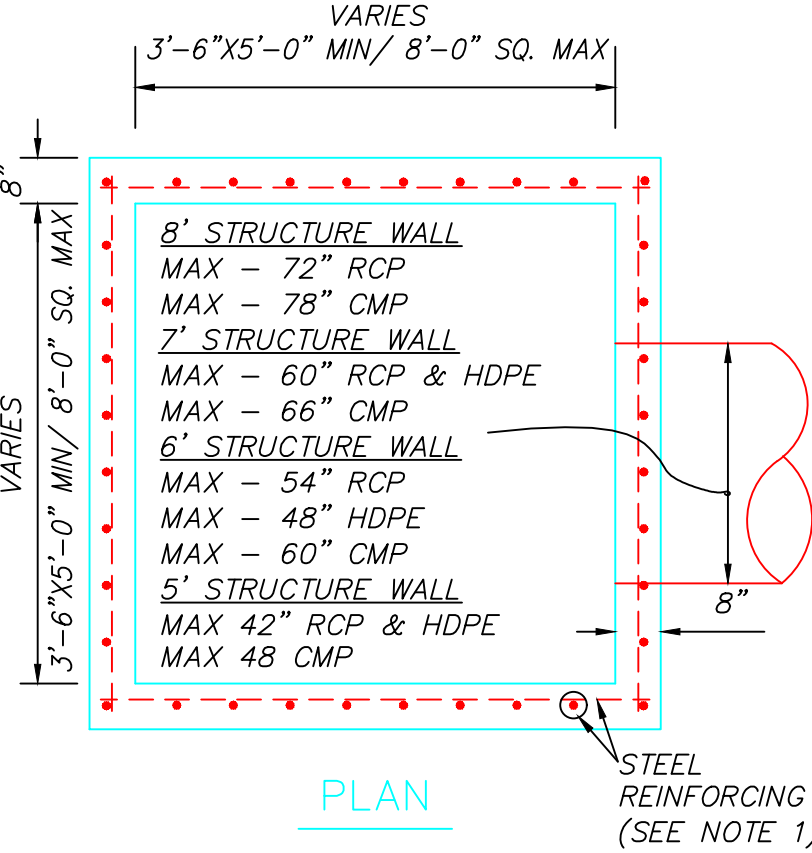 VARIES
3'-6"X5'-0" MIN/ 8'-0" SQ. MAX
8"
VARIES
3'-6"X5'-0" MIN/ 8'-0" SQ. MAX
8' STRUCTURE WALL
MAX - 72" RCP
MAX - 78" CMP
7' STRUCTURE WALL
MAX - 60" RCP & HDPE
MAX - 66" CMP
6' STRUCTURE WALL
MAX - 54" RCP
MAX - 48" HDPE
MAX - 60" CMP
5' STRUCTURE WALL
MAX 42" RCP & HDPE
MAX 48 CMP
8"
STEEL
REINFORCING
(SEE NOTE 1)
PLAN